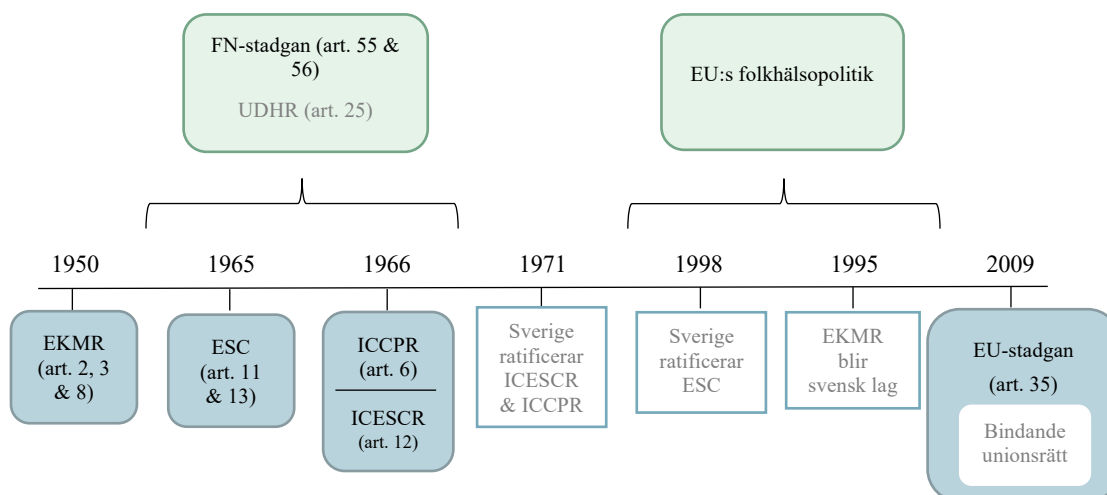 FN-stadgan (art. 55 &
56)
UDHR (art. 25)
EU:s folkhälsopolitik
1950
1965
1966
1971
1998
1995
2009
EKMR
(art. 2, 3
& 8)
ESC
(art. 11
& 13)
ICCPR
(art. 6)
ICESCR
(art. 12)
Sverige
ratificerar
ICESCR
& ICCPR
Sverige
ratificerar
ESC
EKMR
blir
svensk lag
EU-stadgan
(art. 35)
Bindande
unionsrätt